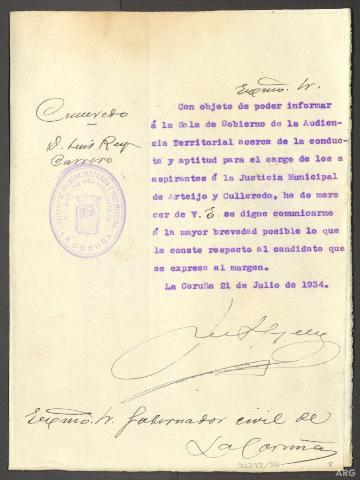 Excmo. Sr.
Culleredo
D. Luis Rey
Carrero
Con objeto de poder informar
á la Sala de Gobierno de la Audien
cia Territorial acerca de la conduc
ta y aptitud para el cargo de los a
aspirantes á la Justicia Municipal
de Arteijo y Culleredo, he de mere
cer de V. E. se digne comunicarme
á la mayor brevedad posible lo que
le conste respecto al candidato que
se expresa al margen.
La Coruña 21 de Julio de 1934.
LA CORUÑA
Excmo. Sr. Gobernador civil de
La Coruña
ARG